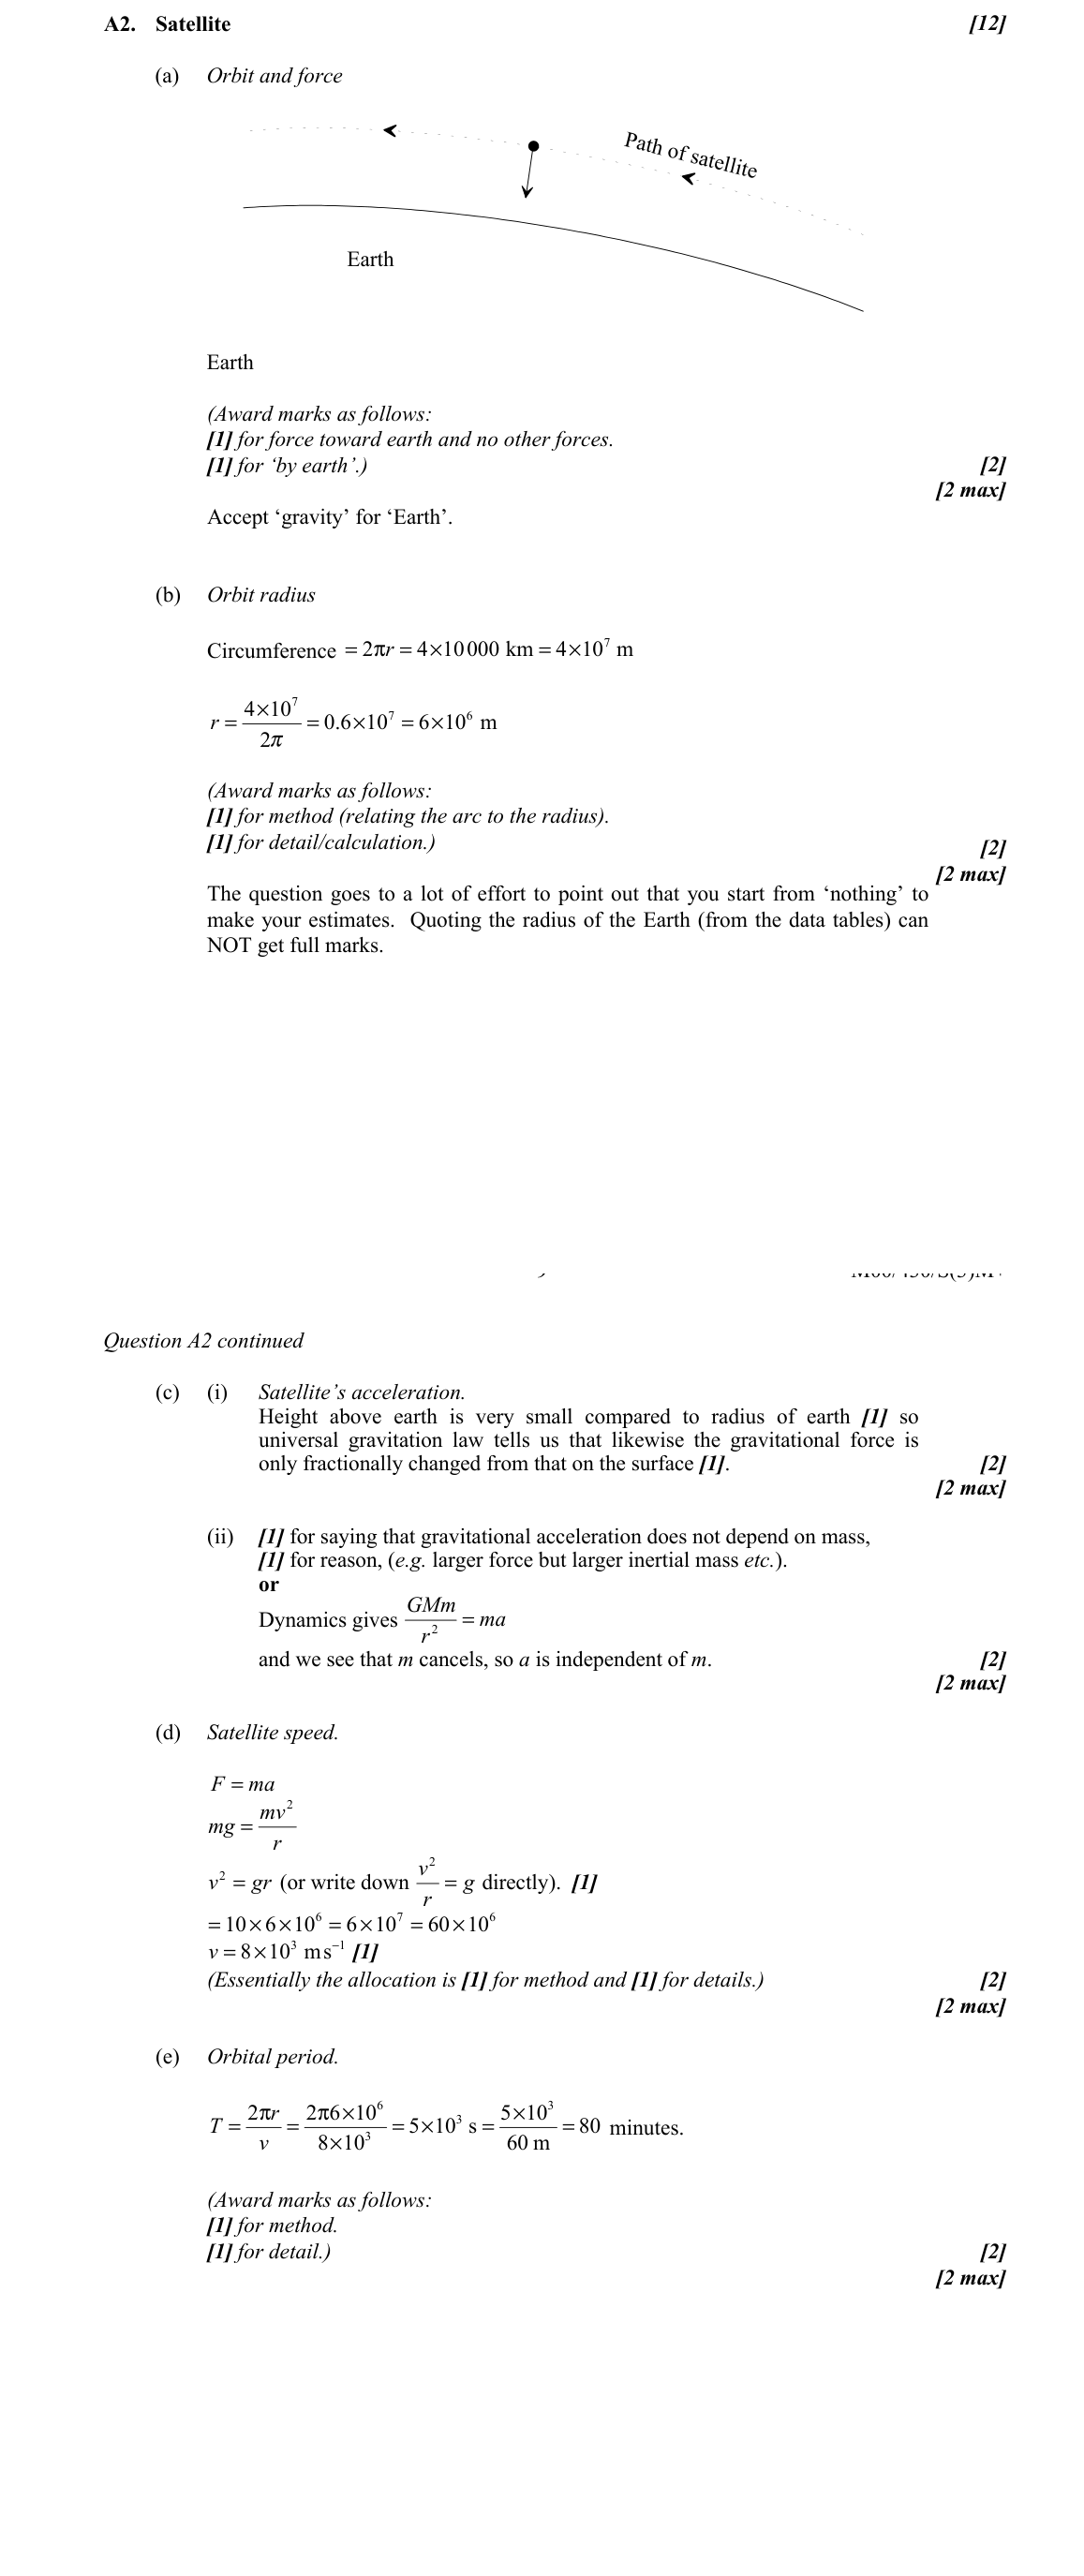 A2. Satellite [12]
(a) Orbit and force
Path of satellite
Earth
Earth
(Award marks as follows:
[1] for force toward earth and no other forces.
[1] for ‘by earth’.) [2]
[2 max]
Accept ‘gravity’ for ‘Earth’.
(b) Orbit radius
Circumference = 2πr = 4×10000 km = 4×10⁷ m
r = 4×10⁷ / 2π = 0.6×10⁷ = 6×10⁶ m
(Award marks as follows:
[1] for method (relating the arc to the radius).
[1] for detail/calculation.) [2]
[2 max]
The question goes to a lot of effort to point out that you start from ‘nothing’ to
make your estimates. Quoting the radius of the Earth (from the data tables) can
NOT get full marks.
Question A2 continued
(c) (i) Satellite’s acceleration.
Height above earth is very small compared to radius of earth [1] so
universal gravitation law tells us that likewise the gravitational force is
only fractionally changed from that on the surface [1]. [2]
[2 max]
(ii) [1] for saying that gravitational acceleration does not depend on mass,
[1] for reason, (e.g. larger force but larger inertial mass etc.).
or
Dynamics gives GMm / r² = ma
and we see that m cancels, so a is independent of m. [2]
[2 max]
(d) Satellite speed.
F = ma
mg = mv² / r
v² = gr (or write down v² / r = g directly). [1]
= 10×6×10⁶ = 6×10⁷ = 60×10⁶
v = 8×10³ ms⁻¹ [1]
(Essentially the allocation is [1] for method and [1] for details.) [2]
[2 max]
(e) Orbital period.
T = 2πr / v = 2π6×10⁶ / 8×10³ = 5×10³ s = 5×10³ / 60 m = 80 minutes.
(Award marks as follows:
[1] for method.
[1] for detail.) [2]
[2 max]